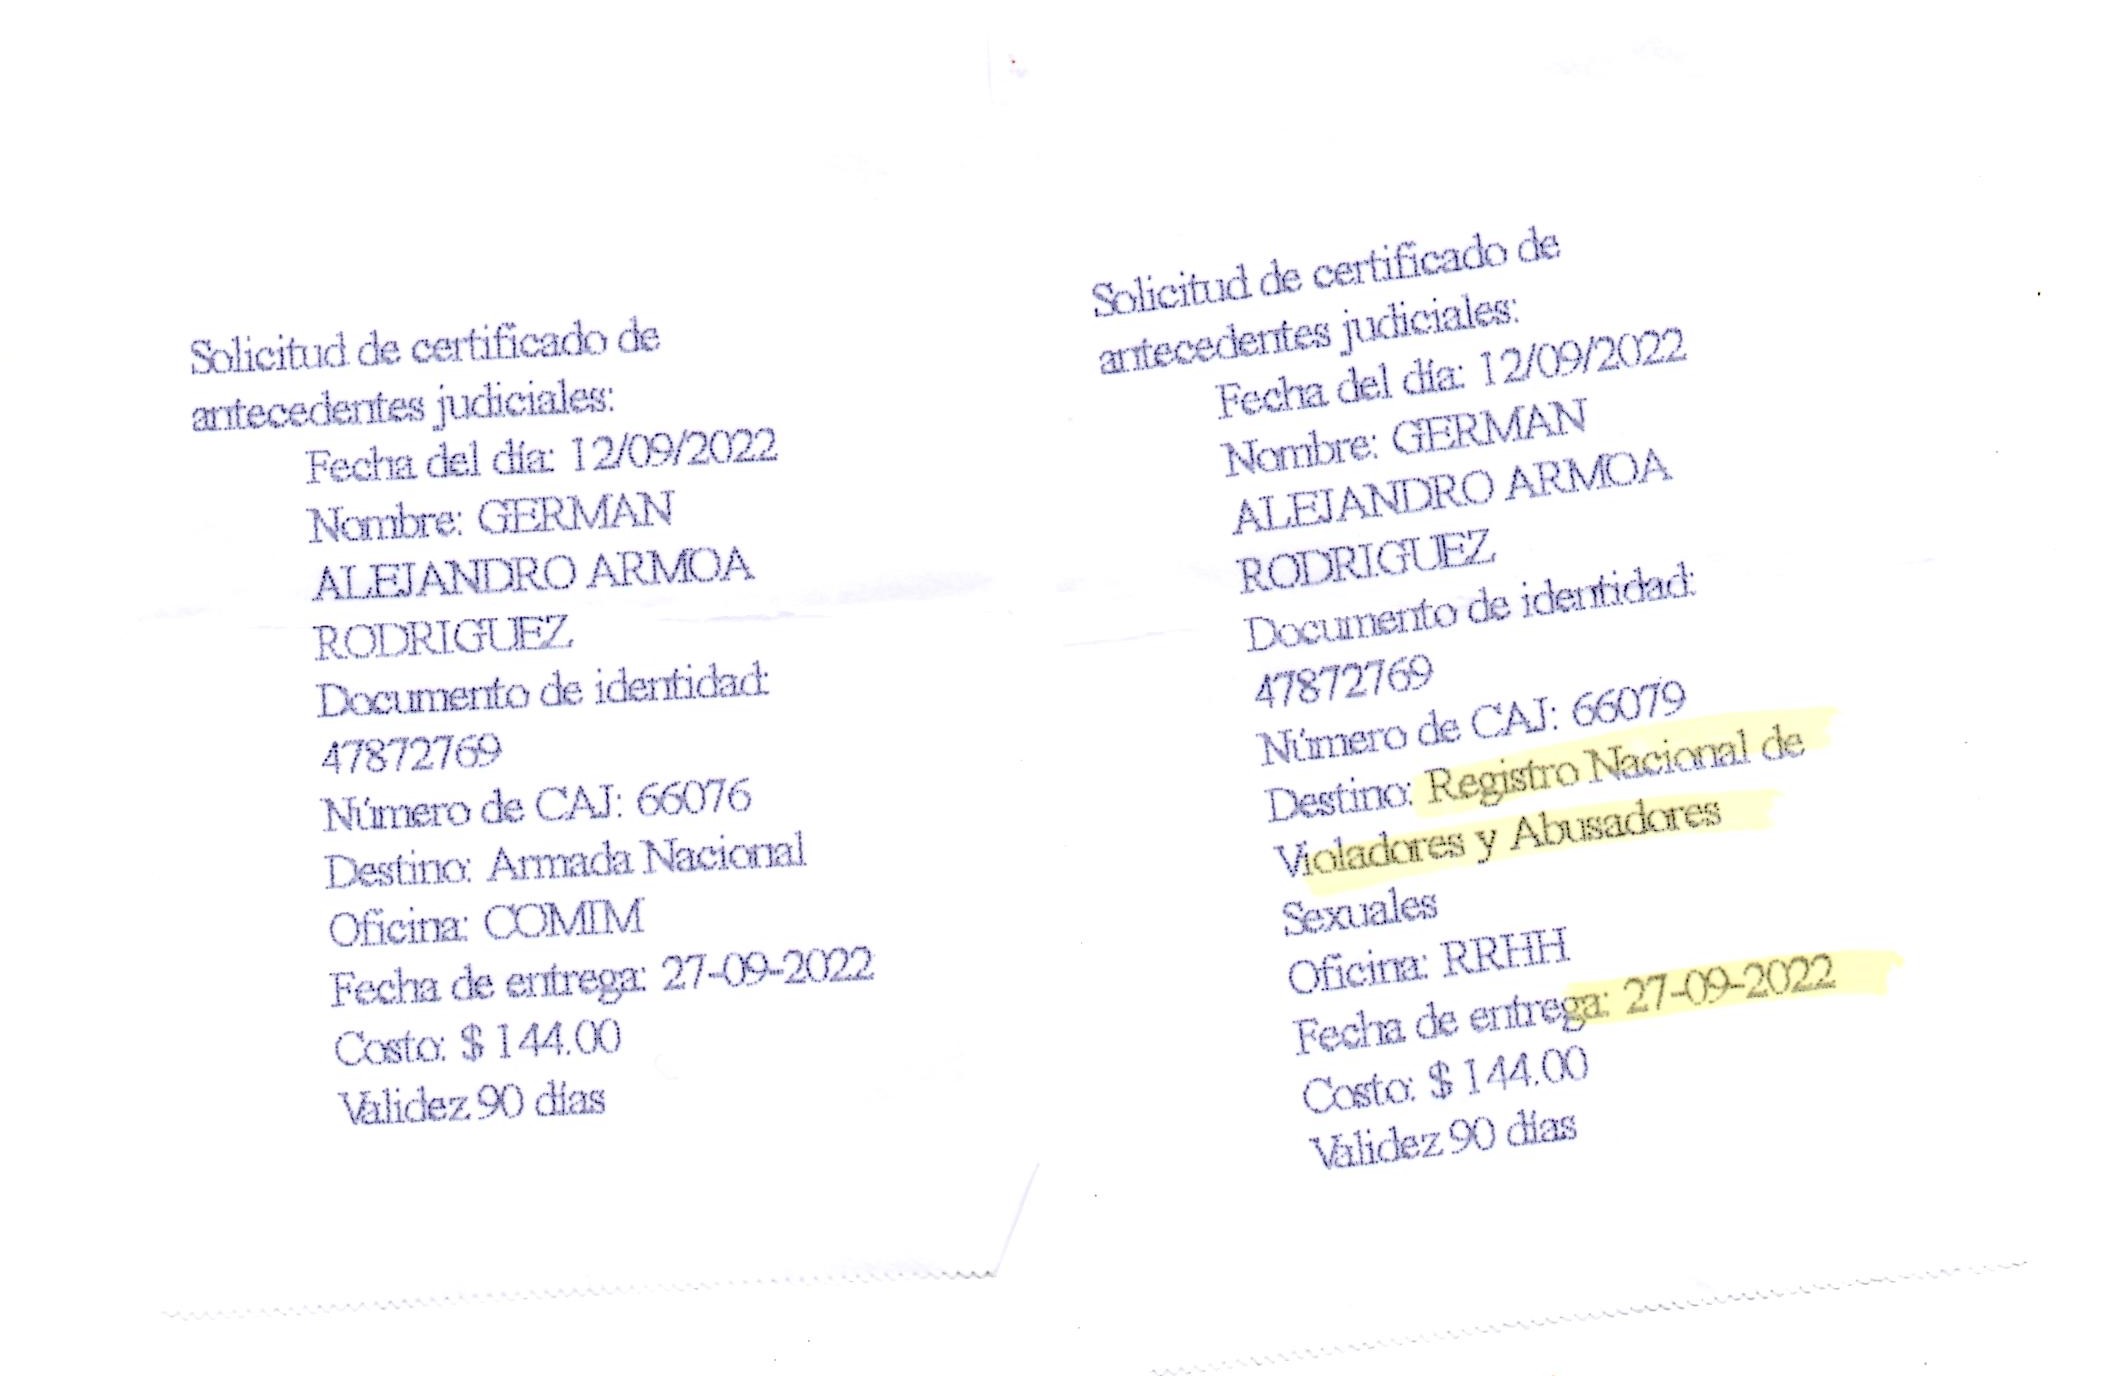 Solicitud de certificado de
antecedentes judiciales:
Fecha del día: 12/09/2022
Nombre: GERMAN
ALEJANDRO ARMOA
RODRIGUEZ
Documento de identidad:
47872769
Número de CAJ: 66076
Destino: Armada Nacional
Oficina: COMIM
Fecha de entrega: 27-09-2022
Costo: $ 144.00
Validez 90 días
Solicitud de certificado de
antecedentes judiciales:
Fecha del día: 12/09/2022
Nombre: GERMAN
ALEJANDRO ARMOA
RODRIGUEZ
Documento de identidad:
47872769
Número de CAJ: 66079
Destino: Registro Nacional de
Violadores y Abusadores
Sexuales
Oficina: RRHH
Fecha de entrega: 27-09-2022
Costo: $ 144.00
Validez 90 días